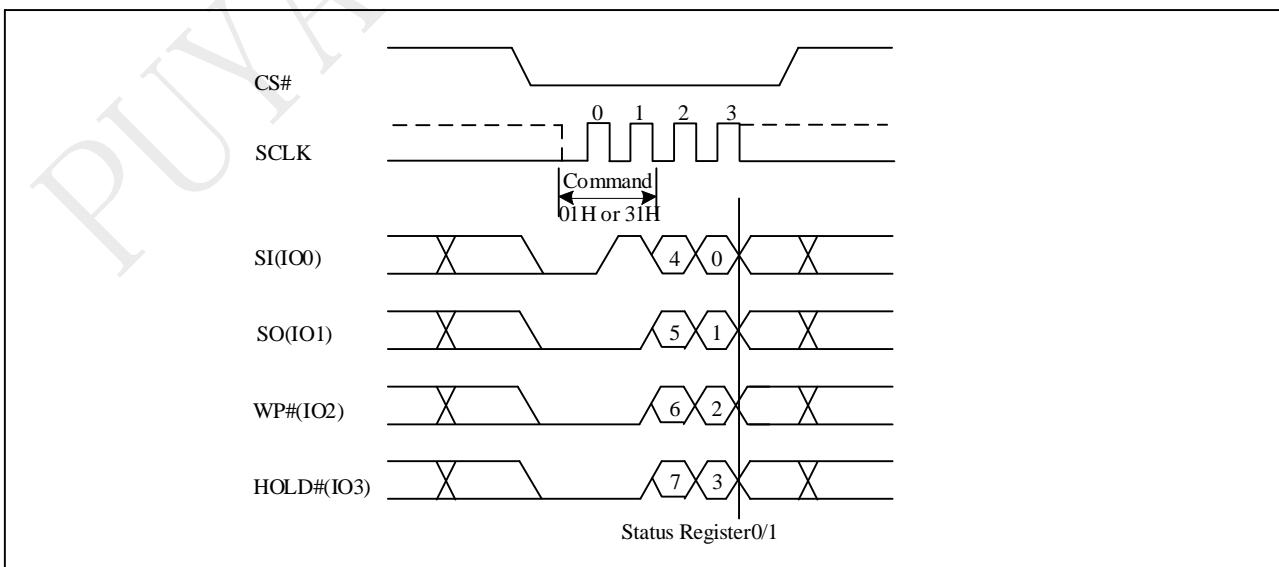 PUYA
CS#
0 1 2 3
SCLK
Command
01H or 31H
SI(IO0)
4 0
SO(IO1)
5 1
WP#(IO2)
6 2
HOLD#(IO3)
7 3
Status Register0/1